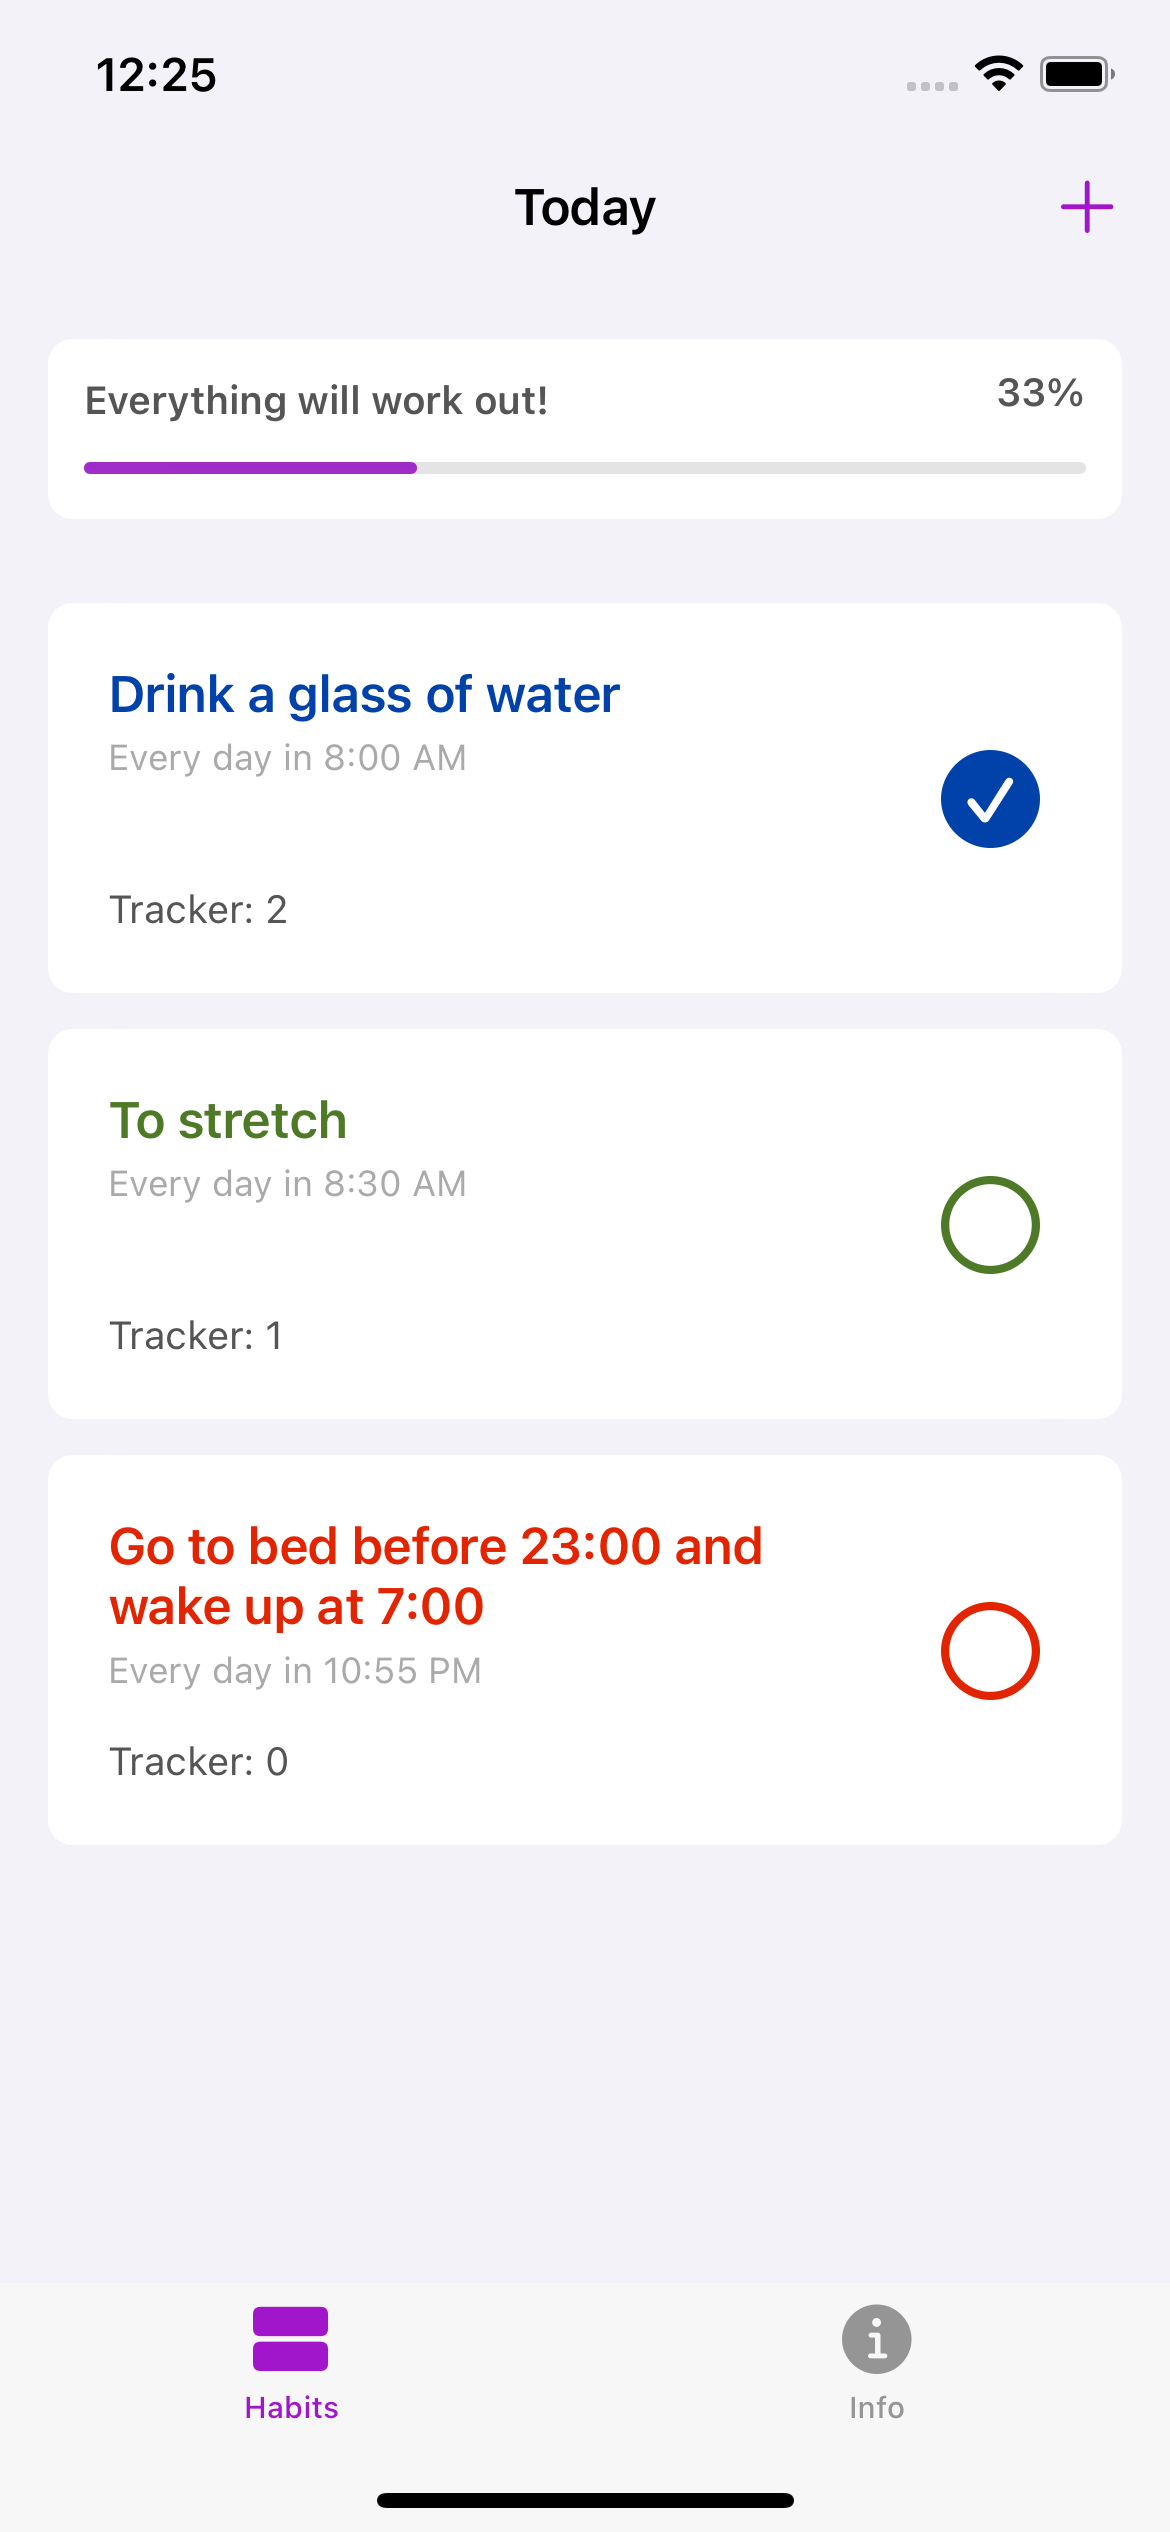 12:25
Today
Everything will work out!
33%
Drink a glass of water
Every day in 8:00 AM
Tracker: 2
To stretch
Every day in 8:30 AM
Tracker: 1
Go to bed before 23:00 and
wake up at 7:00
Every day in 10:55 PM
Tracker: 0
Habits
Info